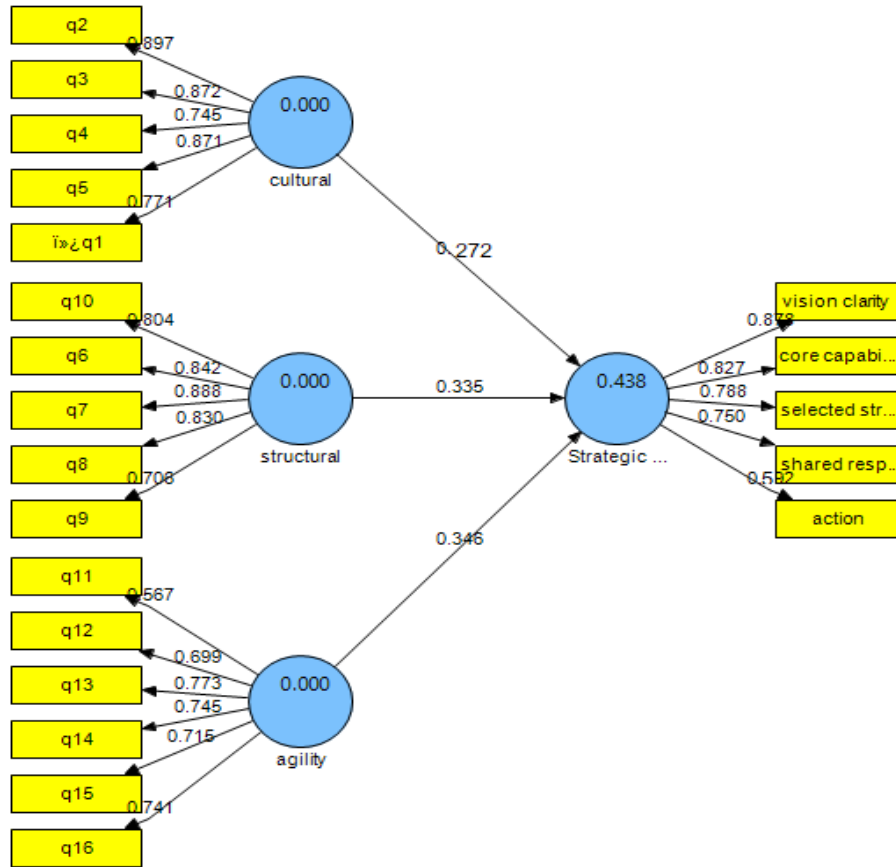 q2
0.897
q3
0.872
0.745
q4
0.871
q5
0.771
ï»¿q1
0.000
cultural
0.272
q10
0.804
q6
0.842
0.888
q7
0.830
q8
0.708
q9
0.000
structural
0.335
q11
0.567
q12
0.699
q13
0.773
0.745
q14
0.715
q15
0.741
q16
0.000
agility
0.346
0.438
Strategic ...
vision clarity
0.878
core capabi...
0.827
0.788
selected str...
0.750
shared resp...
0.592
action